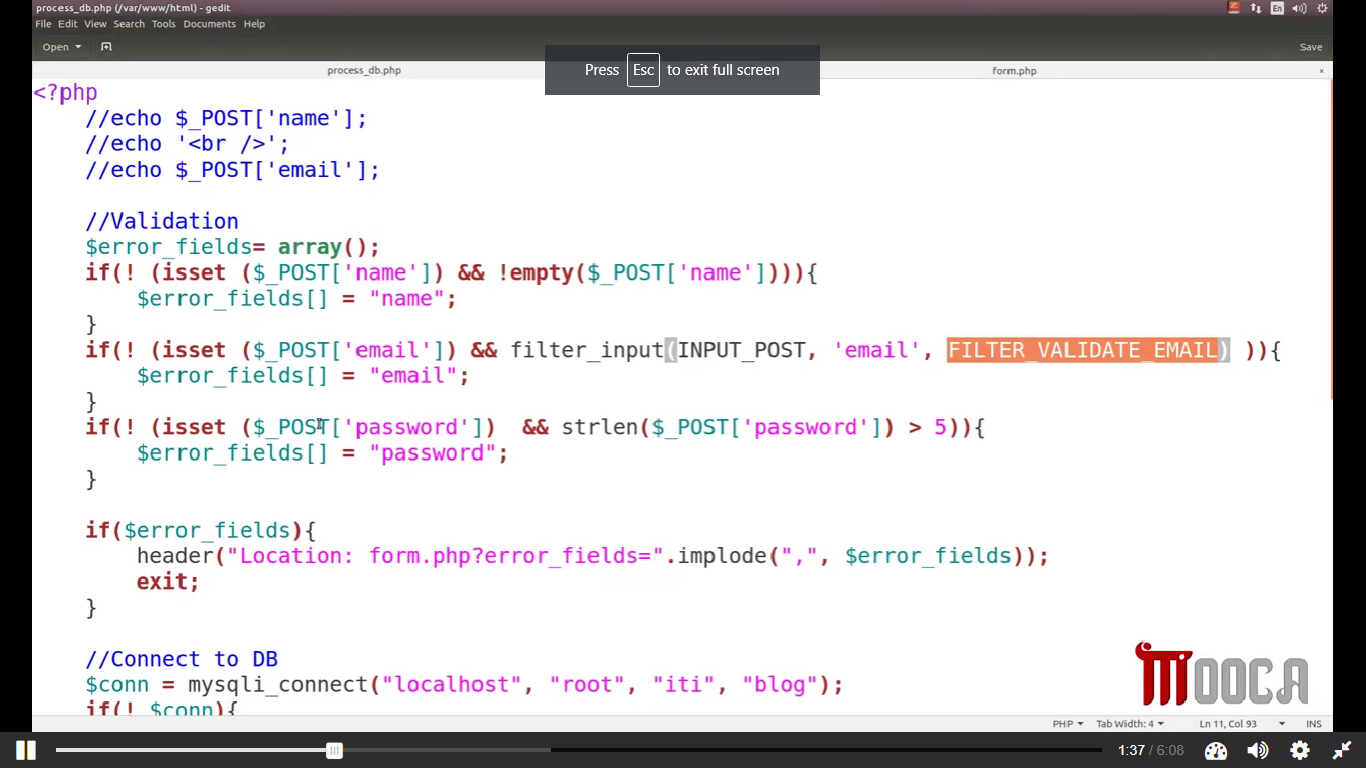 process_db.php (/var/www/html) - gedit
En
File Edit View Search Tools Documents Help
Open
Save
Press Esc to exit full screen
process_db.php
form.php
×
<?php
//echo $_POST['name'];
//echo '<br />';
//echo $_POST['email'];
//Validation
$error_fields= array();
if(! (isset ($_POST['name']) && !empty($_POST['name']))){
$error_fields[] = "name";
}
if(! (isset ($_POST['email']) && filter_input(INPUT_POST, 'email', FILTER_VALIDATE_EMAIL) )){
$error_fields[] = "email";
}
if(! (isset ($_POST['password'])  && strlen($_POST['password']) > 5)){
$error_fields[] = "password";
}
if($error_fields){
header("Location: form.php?error_fields=".implode(",", $error_fields));
exit;
}
//Connect to DB
$conn = mysqli_connect("localhost", "root", "iti", "blog");
if(! $conn){
MOOCA
PHP Tab Width: 4 Ln 11, Col 93 INS
1:37 / 6:08